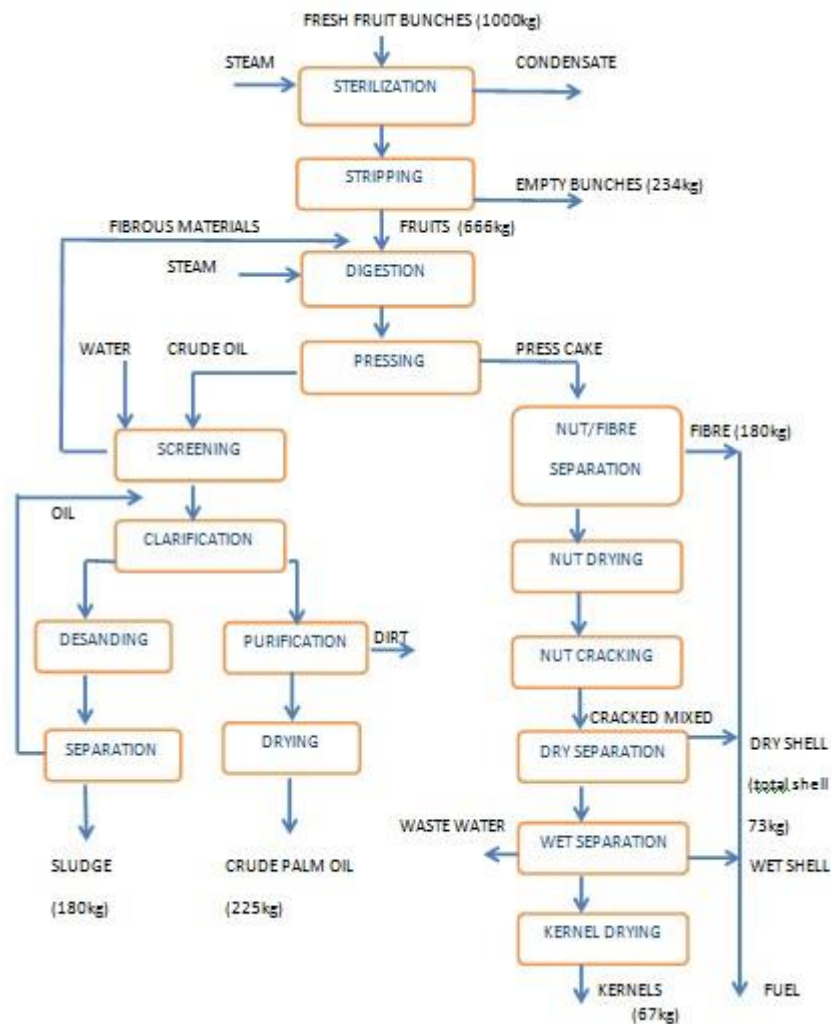 FRESH FRUIT BUNCHES (1000kg)
STEAM
CONDENSATE
STERILIZATION
STRIPPING
EMPTY BUNCHES (234kg)
FIBROUS MATERIALS
FRUITS (666kg)
STEAM
DIGESTION
WATER
CRUDE OIL
PRESSING
PRESS CAKE
SCREENING
NUT/FIBRE
SEPARATION
FIBRE (180kg)
OIL
CLARIFICATION
NUT DRYING
DESANDING
PURIFICATION
DIRT
NUT CRACKING
CRACKED MIXED
SEPARATION
DRYING
DRY SEPARATION
DRY SHELL
(total shell
73kg)
WASTE WATER
WET SEPARATION
WET SHELL
SLUDGE
(180kg)
CRUDE PALM OIL
(225kg)
KERNEL DRYING
KERNELS
(67kg)
FUEL